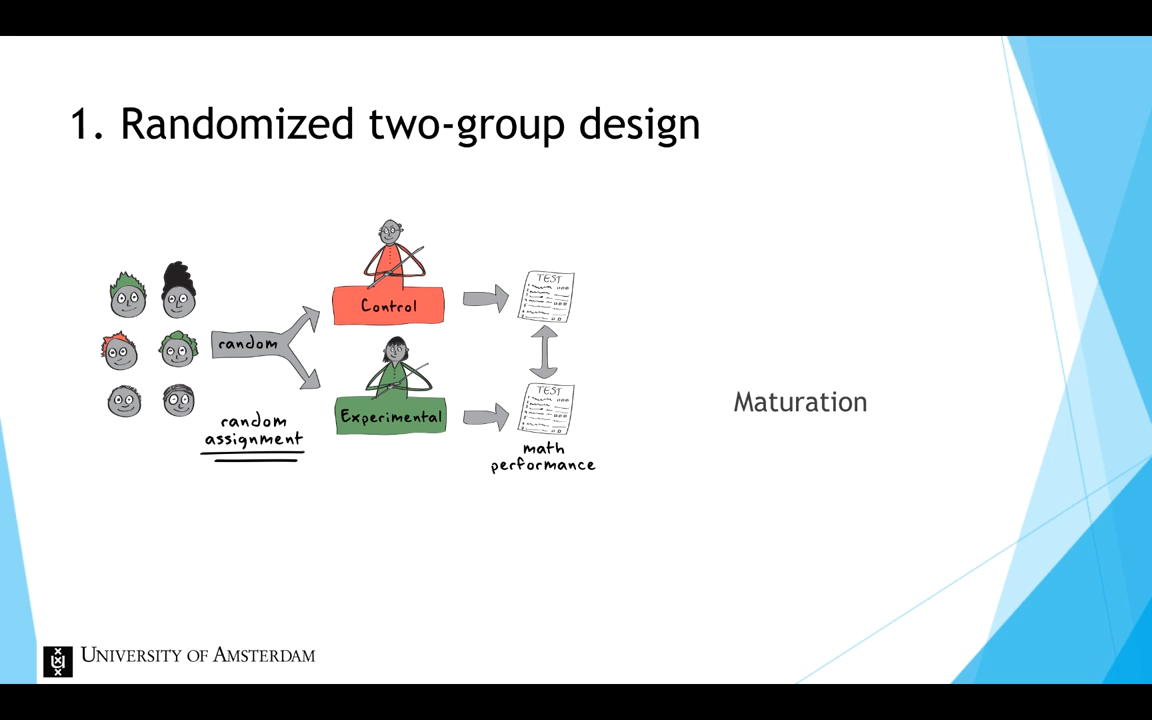 1. Randomized two-group design
random
random
assignment
Control
Experimental
TEST
TEST
math
performance
Maturation
UNIVERSITY OF AMSTERDAM